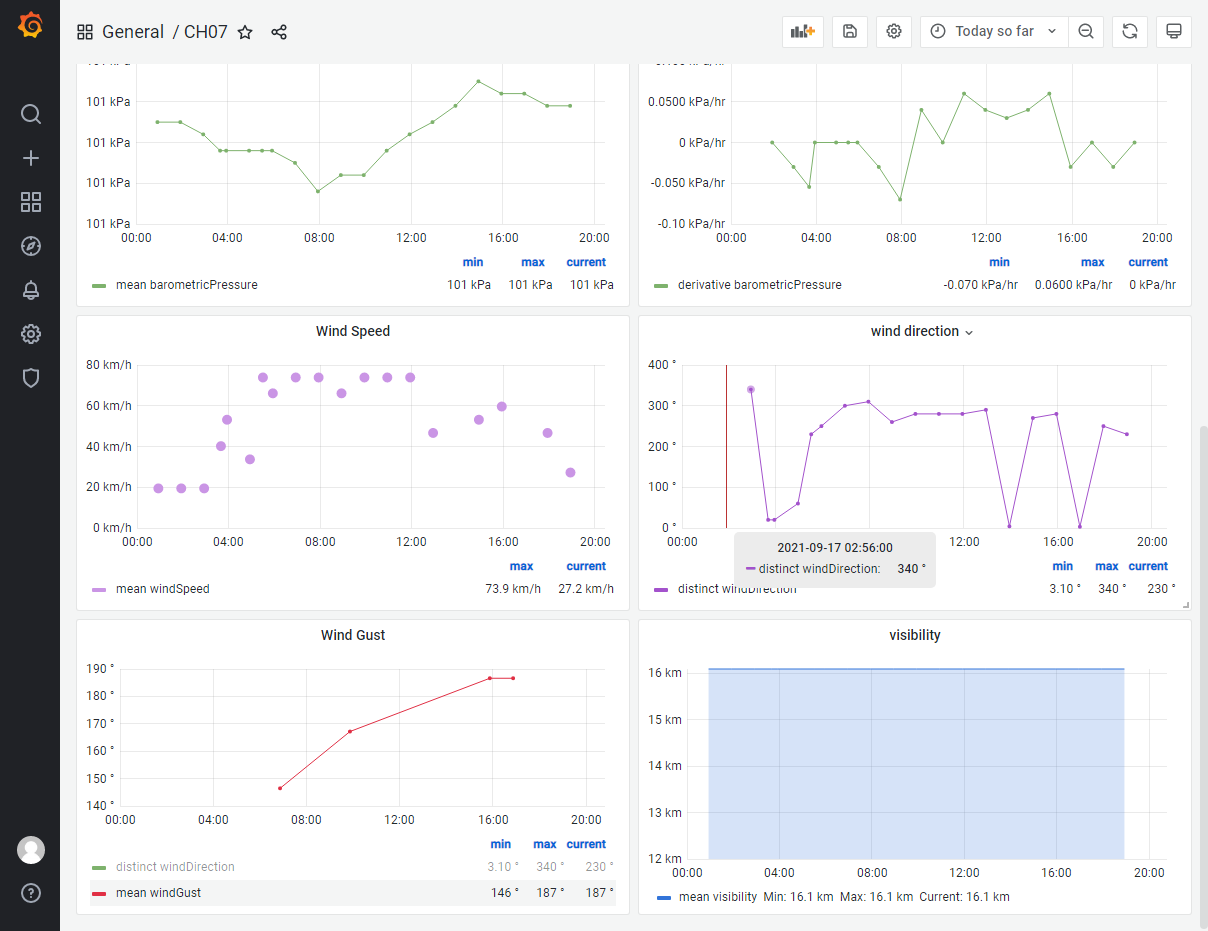 General / CH07
Today so far
101 kPa
101 kPa
101 kPa
101 kPa
00:00 04:00 08:00 12:00 16:00 20:00
min max current
mean barometricPressure 101 kPa 101 kPa 101 kPa
0.0500 kPa/hr
0 kPa/hr
-0.050 kPa/hr
-0.10 kPa/hr
00:00 04:00 08:00 12:00 16:00 20:00
min max current
derivative barometricPressure -0.070 kPa/hr 0.0600 kPa/hr 0 kPa/hr
Wind Speed
80 km/h
60 km/h
40 km/h
20 km/h
0 km/h
00:00 04:00 08:00 12:00 16:00 20:00
max current
mean windSpeed 73.9 km/h 27.2 km/h
wind direction
400 °
300 °
200 °
100 °
0 °
00:00 12:00 16:00 20:00
2021-09-17 02:56:00
distinct windDirection: 340 °
min max current
distinct windDirection 3.10 ° 340 ° 230 °
Wind Gust
190 °
180 °
170 °
160 °
150 °
140 °
00:00 04:00 08:00 12:00 16:00 20:00
min max current
distinct windDirection 3.10 ° 340 ° 230 °
mean windGust 146 ° 187 ° 187 °
visibility
16 km
15 km
14 km
13 km
12 km
00:00 04:00 08:00 12:00 16:00 20:00
mean visibility Min: 16.1 km Max: 16.1 km Current: 16.1 km